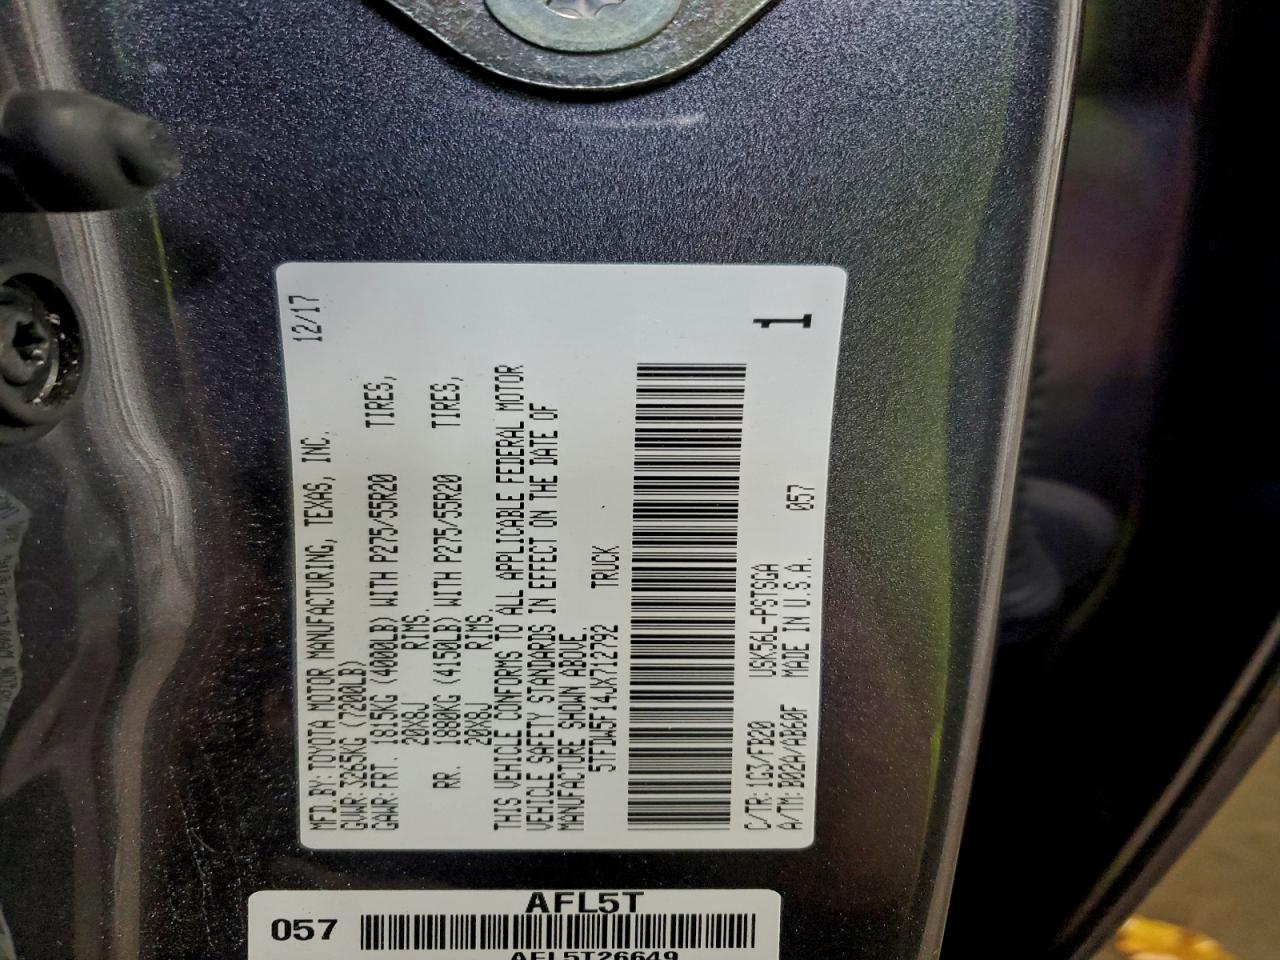 MFD. BY: TOYOTA MOTOR MANUFACTURING, TEXAS, INC. 12/17
GVWR: 3265KG (7200LB)
GAWR: FRT. 1815KG (4000LB) WITH P275/55R20 TIRES,
20X8J RIMS.
RR. 1880KG (4150LB) WITH P275/55R20 TIRES,
20X8J RIMS.
THIS VEHICLE CONFORMS TO ALL APPLICABLE FEDERAL MOTOR
VEHICLE SAFETY STANDARDS IN EFFECT ON THE DATE OF
MANUFACTURE SHOWN ABOVE.
5TFDW5F14JX712792 TRUCK
C/TR: 1G3/FB20 USK56L-PSTSGA 1
A/TM: B02A/AB60F MADE IN U.S.A. 057
AFL5T
057
AFL5T26649